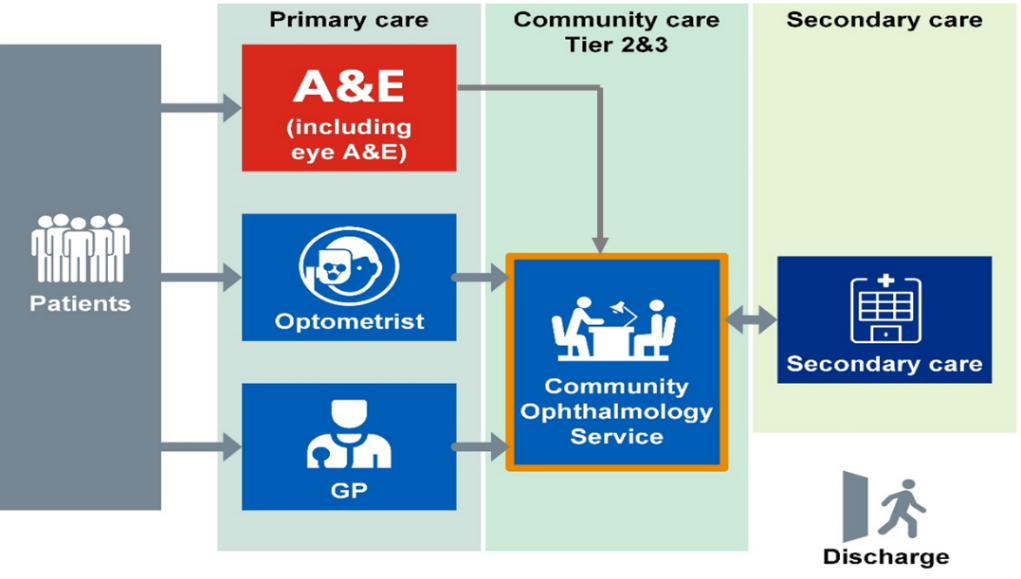 Primary care
Community care
Tier 2&3
Secondary care
A&E
(including
eye A&E)
Patients
Optometrist
GP
Community
Ophthalmology
Service
Secondary care
Discharge